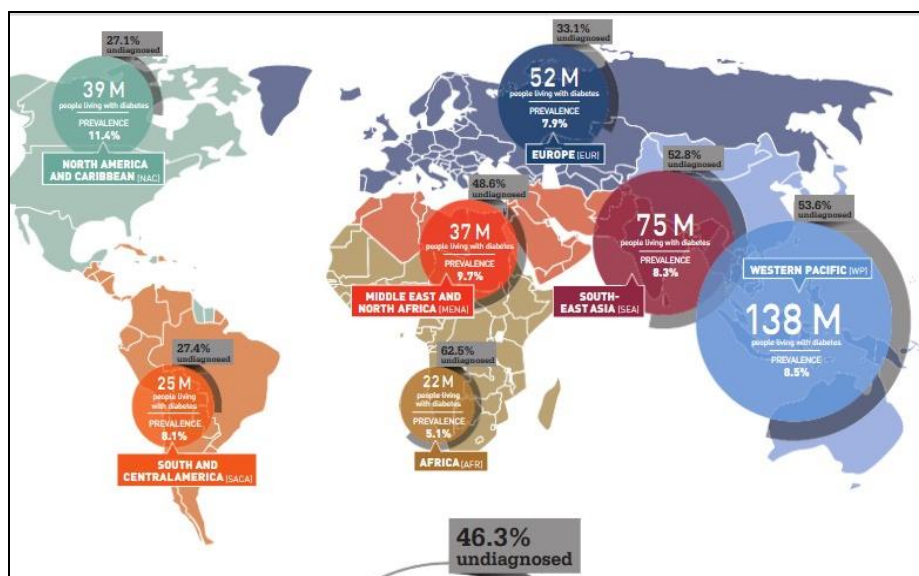 27.1%
undiagnosed
39 M
people living with diabetes
PREVALENCE
11.4%
NORTH AMERICA
AND CARIBBEAN [NAC]
33.1%
undiagnosed
52 M
people living with diabetes
PREVALENCE
7.9%
EUROPE [EUR]
48.6%
undiagnosed
37 M
people living with diabetes
PREVALENCE
9.7%
MIDDLE EAST AND
NORTH AFRICA [MENA]
52.8%
undiagnosed
75 M
people living with diabetes
PREVALENCE
8.3%
SOUTH-
EAST ASIA [SEA]
53.6%
undiagnosed
WESTERN PACIFIC [WP]
138 M
people living with diabetes
PREVALENCE
8.5%
27.4%
undiagnosed
25 M
people living
with diabetes
PREVALENCE
8.1%
SOUTH AND
CENTRAL AMERICA [SACA]
62.5%
undiagnosed
22 M
people living
with diabetes
PREVALENCE
5.1%
AFRICA [AFR]
46.3%
undiagnosed